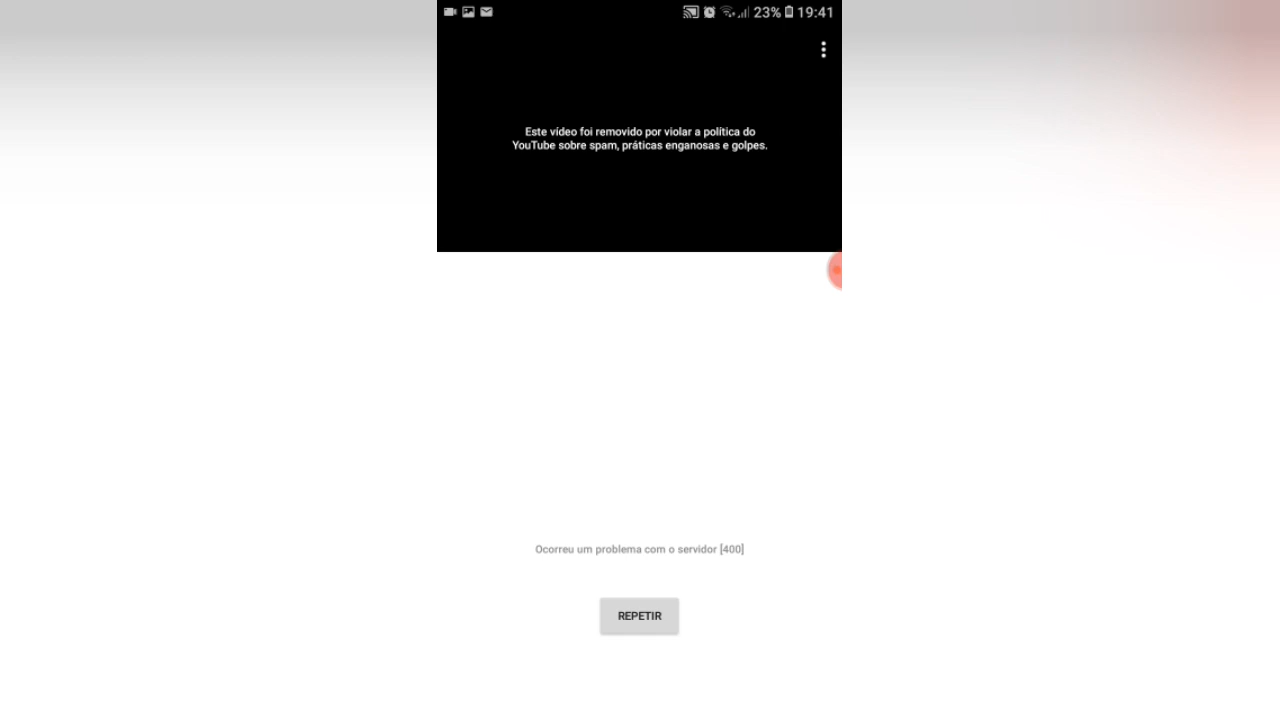 23% 19:41
Este vídeo foi removido por violar a política do
YouTube sobre spam, práticas enganosas e golpes.
Ocorreu um problema com o servidor [400]
REPETIR